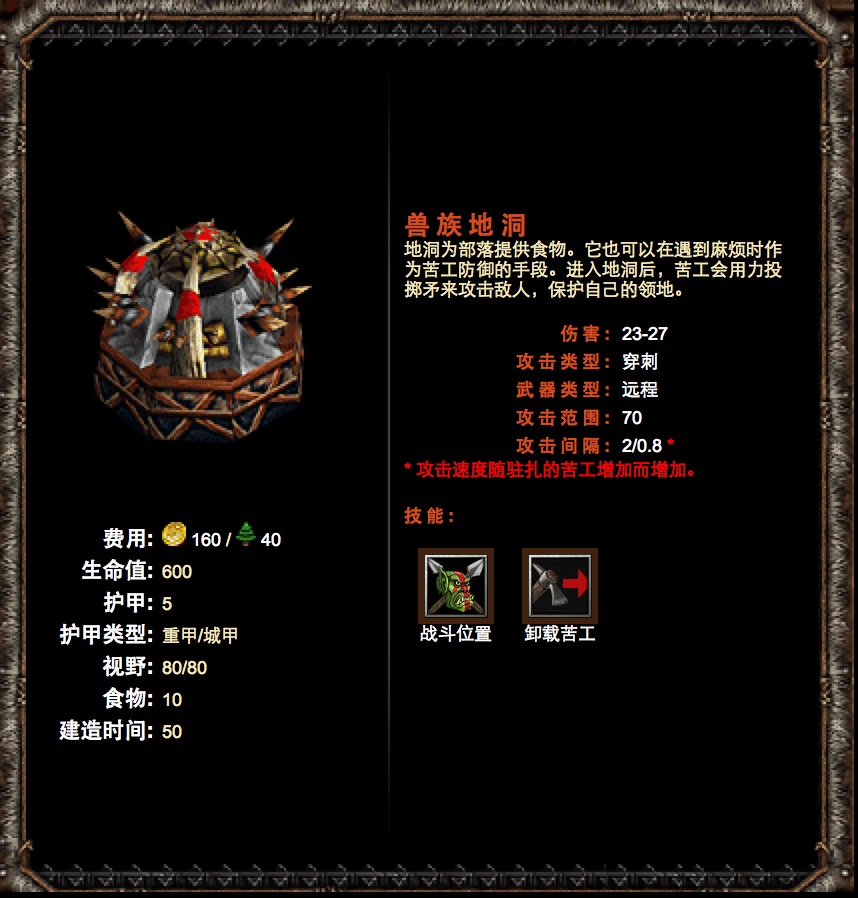 兽族地洞
地洞为部落提供食物。它也可以在遇到麻烦时作
为苦工防御的手段。进入地洞后，苦工会用力投
掷矛来攻击敌人，保护自己的领地。
伤害： 23-27
攻击类型： 穿刺
武器类型： 远程
攻击范围： 70
攻击间隔： 2/0.8 *
* 攻击速度随驻扎的苦工增加而增加。
技能：
战斗位置 卸载苦工
费用: 160 / 40
生命值: 600
护甲: 5
护甲类型: 重甲/城甲
视野: 80/80
食物: 10
建造时间: 50